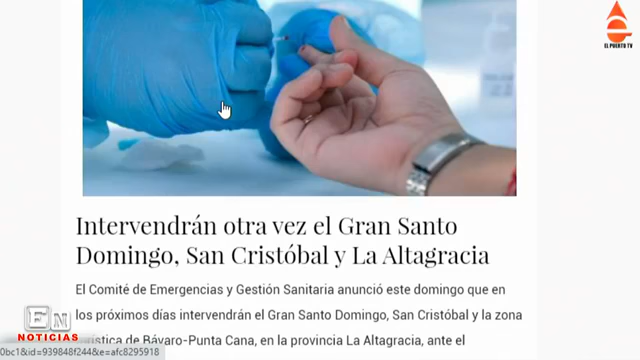 EL PUERTO TV
Intervendrán otra vez el Gran Santo
Domingo, San Cristóbal y La Altagracia
El Comité de Emergencias y Gestión Sanitaria anunció este domingo que en
los próximos días intervendrán el Gran Santo Domingo, San Cristóbal y la zona
de Bávaro-Punta Cana, en la provincia La Altagracia, ante el
En
NOTICIAS
0bc1&id=939848f244&e=afc8295918